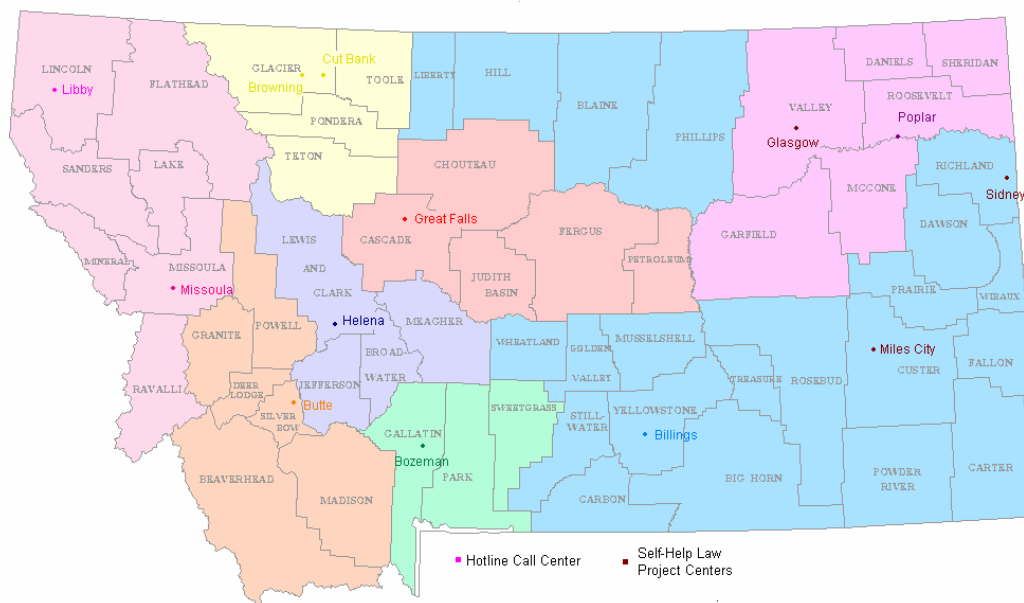 LINCOLN
Libby
FLATHEAD
GLACIER
Browning
Cut Bank
TOOLE
PONDERA
TETON
LIBERTY
HILL
BLAINE
PHILLIPS
VALLEY
Glasgow
DANIELS
SHERIDAN
ROOSEVELT
Poplar
RICHLAND
Sidney
SANDERS
LAKE
CHOUTEAU
MCCONE
DAWSON
Great Falls
CASCADE
FERGUS
PETROLEUM
GARFIELD
LEWIS
AND
CLARK
MINERAL
MISSOULA
Missoula
JUDITH
BASIN
PRAIRIE
WIBAUX
Helena
MEAGHER
GRANITE
POWELL
WHEATLAND
GOLDEN
VALLEY
MUSSELSHELL
Miles City
CUSTER
FALLON
BROAD
WATER
JEFFERSON
RAVALLI
DEER
LODGE
Butte
SILVER
BOW
TREASURE
ROSEBUD
SWEETGRASS
STILL-
WATER
YELLOWSTONE
Billings
GALLATIN
Bozeman
PARK
BEAVERHEAD
MADISON
CARBON
BIG HORN
POWDER
RIVER
CARTER
Hotline Call Center
Self-Help Law
Project Centers